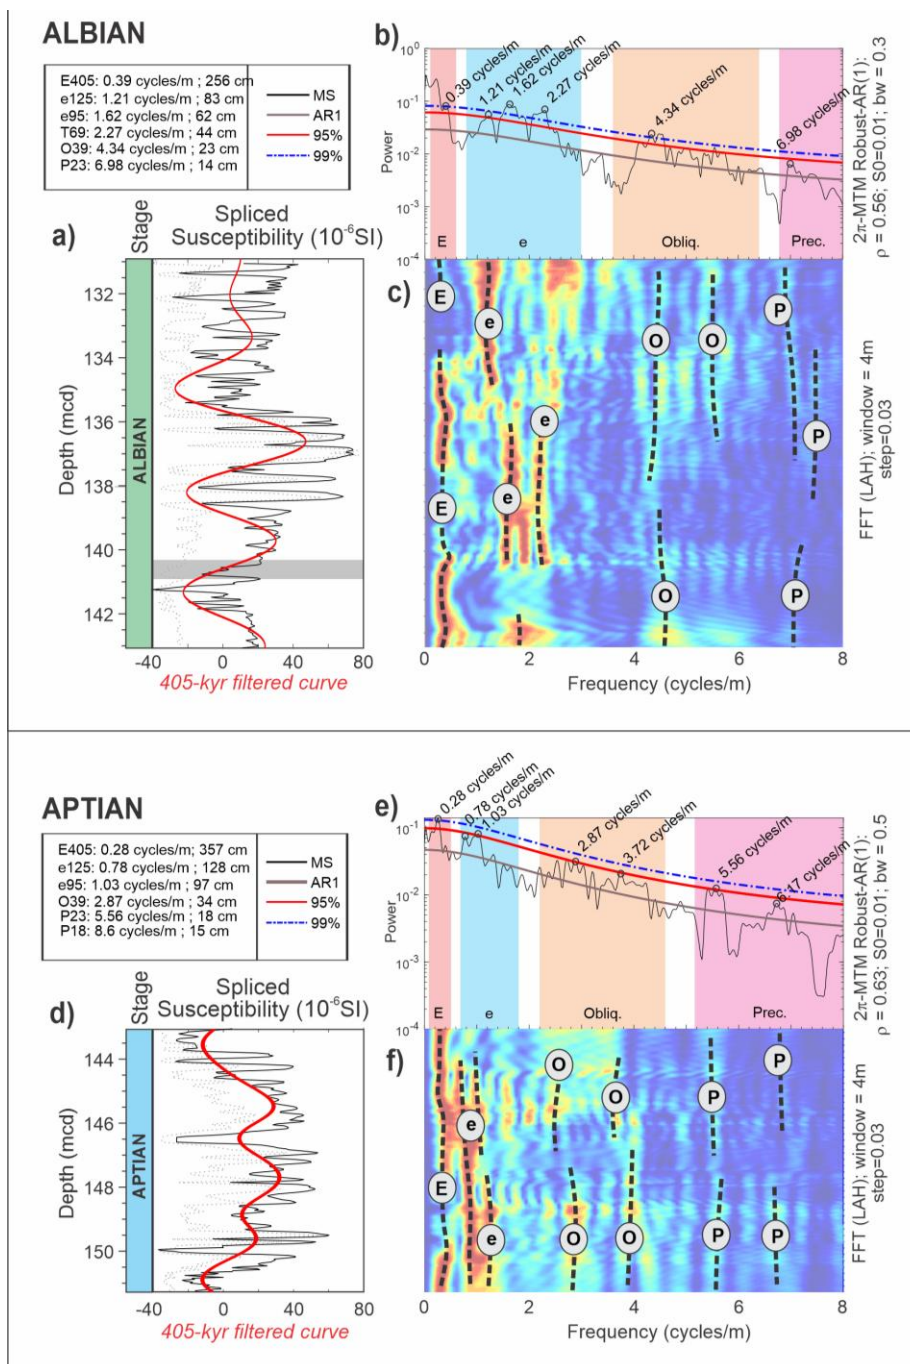 ALBIAN
E405: 0.39 cycles/m ; 256 cm
e125: 1.21 cycles/m ; 83 cm
e95: 1.62 cycles/m ; 62 cm
T69: 2.27 cycles/m ; 44 cm
O39: 4.34 cycles/m ; 23 cm
P23: 6.98 cycles/m ; 14 cm
MS
AR1
95%
99%
a)
Stage
Spliced
Susceptibility (10⁻⁶SI)
Depth (mcd)
132
134
136
138
140
142
ALBIAN
-40 0 40 80
405-kyr filtered curve
b)
Power
10⁰
10⁻¹
10⁻²
10⁻³
10⁻⁴
0.39 cycles/m
1.21 cycles/m
1.62 cycles/m
2.27 cycles/m
4.34 cycles/m
6.98 cycles/m
E e Obliq. Prec.
2π-MTM Robust-AR(1):
ρ = 0.56; S0=0.01; bw = 0.3
c)
E
e
O
O
P
e
P
E
e
O
P
FFT (LAH); window = 4m
step=0.03
0 2 4 6 8
Frequency (cycles/m)
APTIAN
E405: 0.28 cycles/m; 357 cm
e125: 0.78 cycles/m ; 128 cm
e95: 1.03 cycles/m ; 97 cm
O39: 2.87 cycles/m ; 34 cm
P23: 5.56 cycles/m ; 18 cm
P18: 8.6 cycles/m ; 15 cm
MS
AR1
95%
99%
d)
Stage
Spliced
Susceptibility (10⁻⁶SI)
Depth (mcd)
144
146
148
150
APTIAN
-40 0 40 80
405-kyr filtered curve
e)
Power
10⁻¹
10⁻²
10⁻³
10⁻⁴
0.28 cycles/m
0.78 cycles/m
1.03 cycles/m
2.87 cycles/m
3.72 cycles/m
5.56 cycles/m
6.17 cycles/m
E e Obliq. Prec.
2π-MTM Robust-AR(1):
ρ = 0.63; S0=0.01; bw = 0.5
f)
O
P
O
P
e
E
e
O
O
P
P
FFT (LAH); window = 4m
step=0.03
0 2 4 6 8
Frequency (cycles/m)